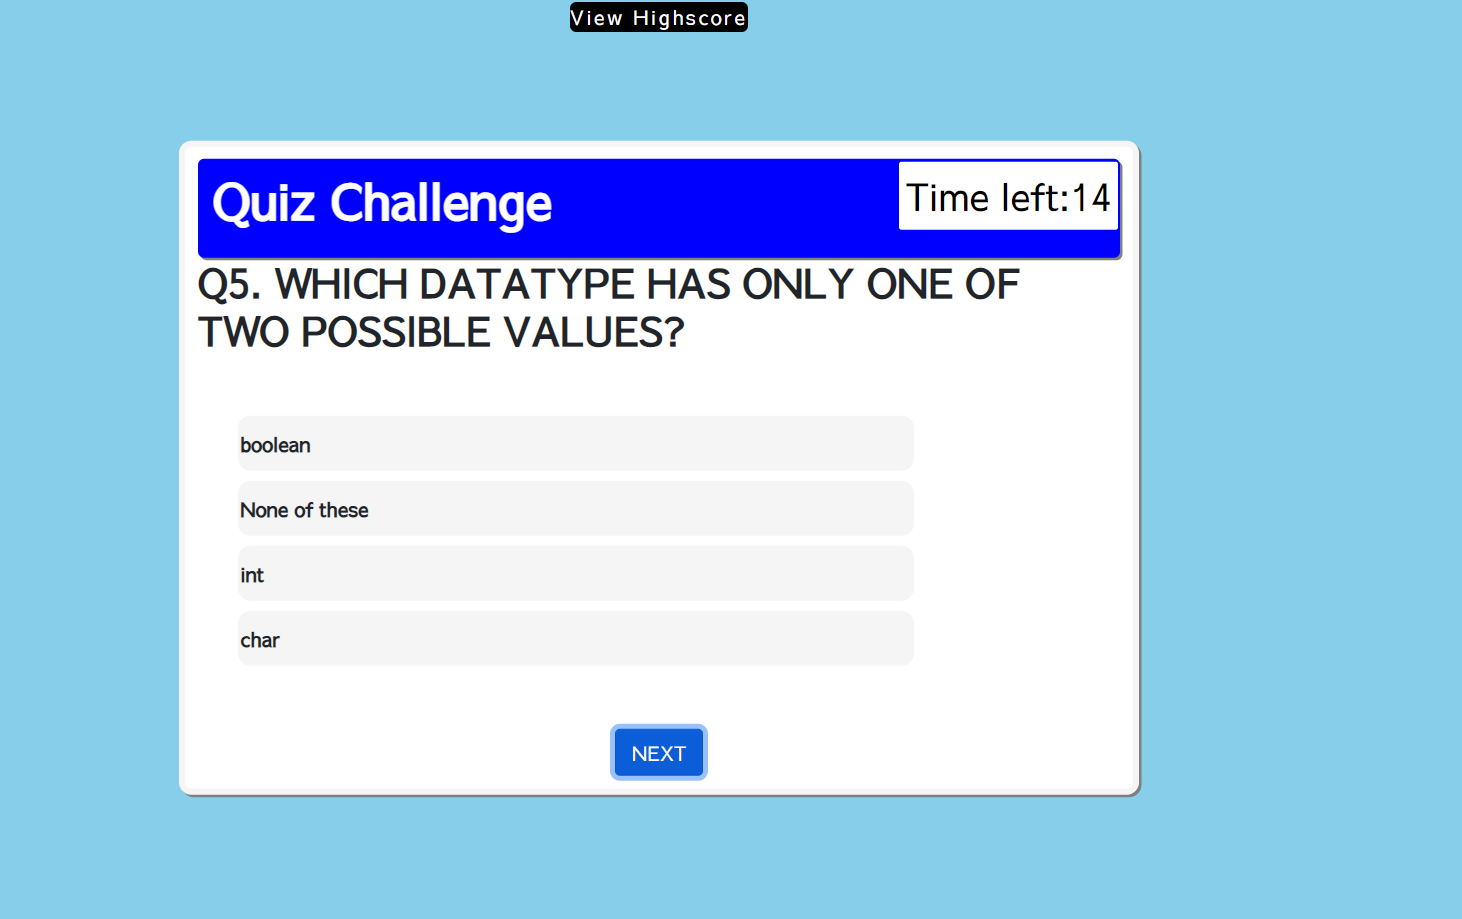 View Highscore
Quiz Challenge
Time left:14
Q5. WHICH DATATYPE HAS ONLY ONE OF
TWO POSSIBLE VALUES?
boolean
None of these
int
char
NEXT